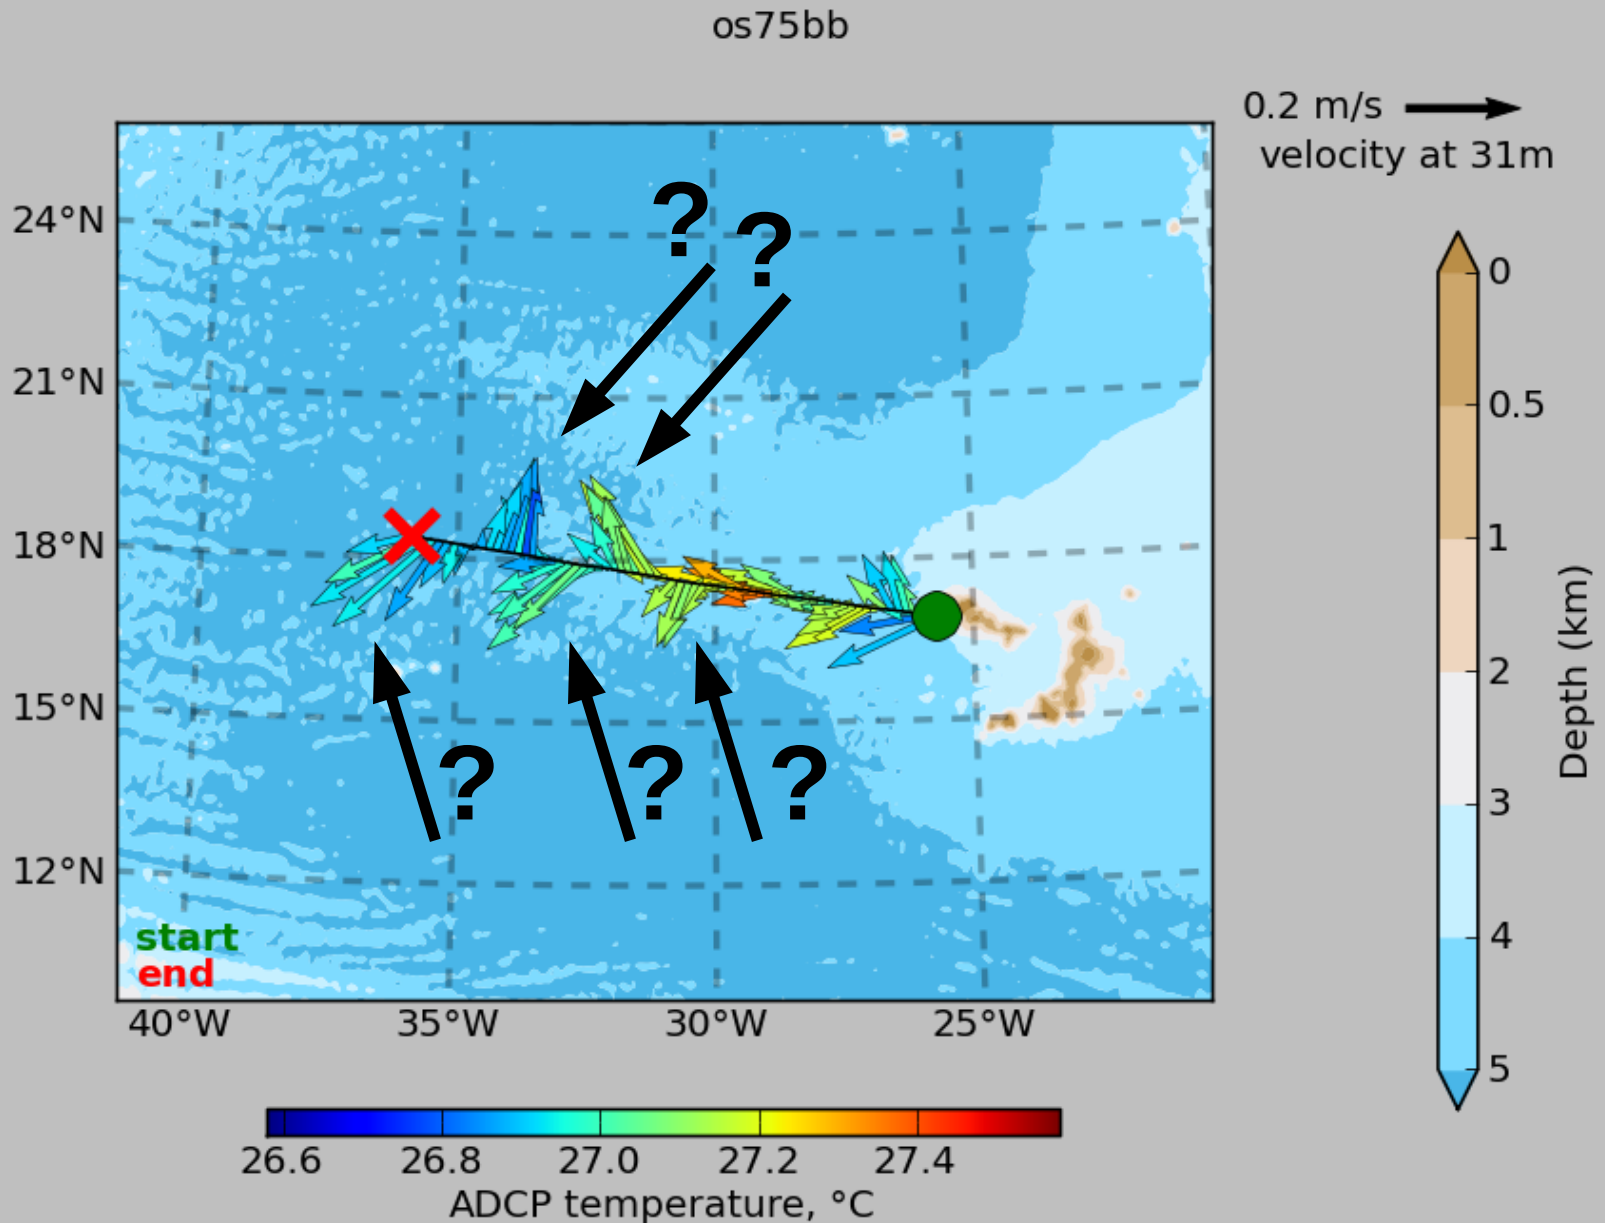 os75bb
0.2 m/s
velocity at 31m
? ?
24°N
21°N
18°N
15°N
12°N
? ? ?
start
end
40°W 35°W 30°W 25°W
0
0.5
1
2
3
4
5
Depth (km)
26.6 26.8 27.0 27.2 27.4
ADCP temperature, °C